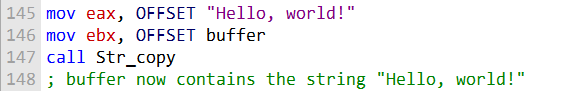 145 mov eax, OFFSET "Hello, world!"
146 mov ebx, OFFSET buffer
147 call Str_copy
148 ; buffer now contains the string "Hello, world!"